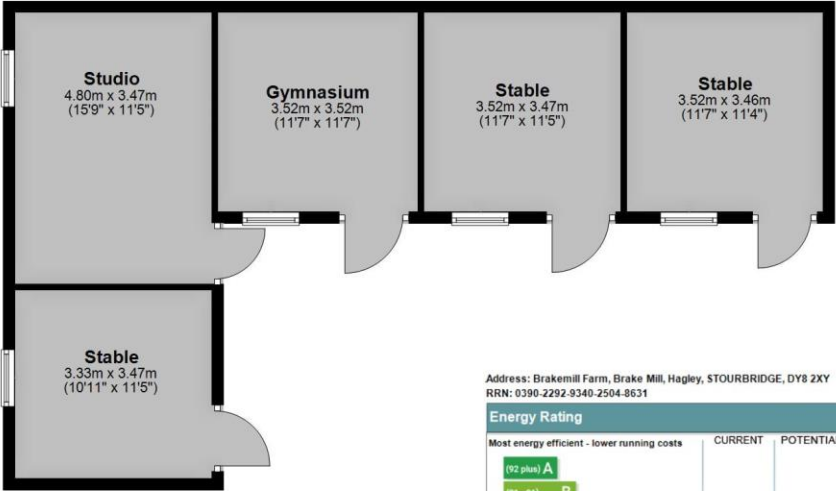 Studio
4.80m x 3.47m
(15'9" x 11'5")
Gymnasium
3.52m x 3.52m
(11'7" x 11'7")
Stable
3.52m x 3.47m
(11'7" x 11'5")
Stable
3.52m x 3.46m
(11'7" x 11'4")
Stable
3.33m x 3.47m
(10'11" x 11'5")
Address: Brakemill Farm, Brake Mill, Hagley, STOURBRIDGE, DY8 2XY
RRN: 0390-2292-9340-2504-8631
Energy Rating
Most energy efficient - lower running costs CURRENT POTENTIAL
(92 plus) A
B